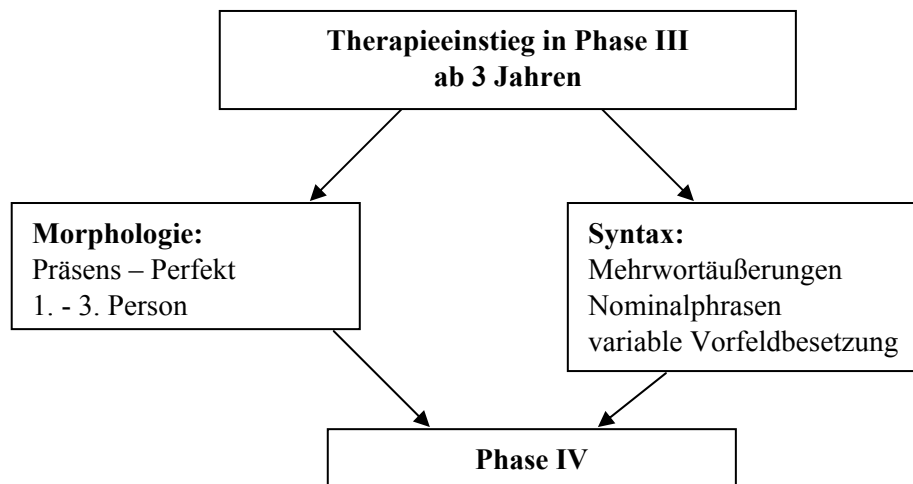 Therapieeinstieg in Phase III
ab 3 Jahren
Morphologie:
Präsens – Perfekt
1. - 3. Person
Syntax:
Mehrwortäußerungen
Nominalphrasen
variable Vorfeldbesetzung
Phase IV